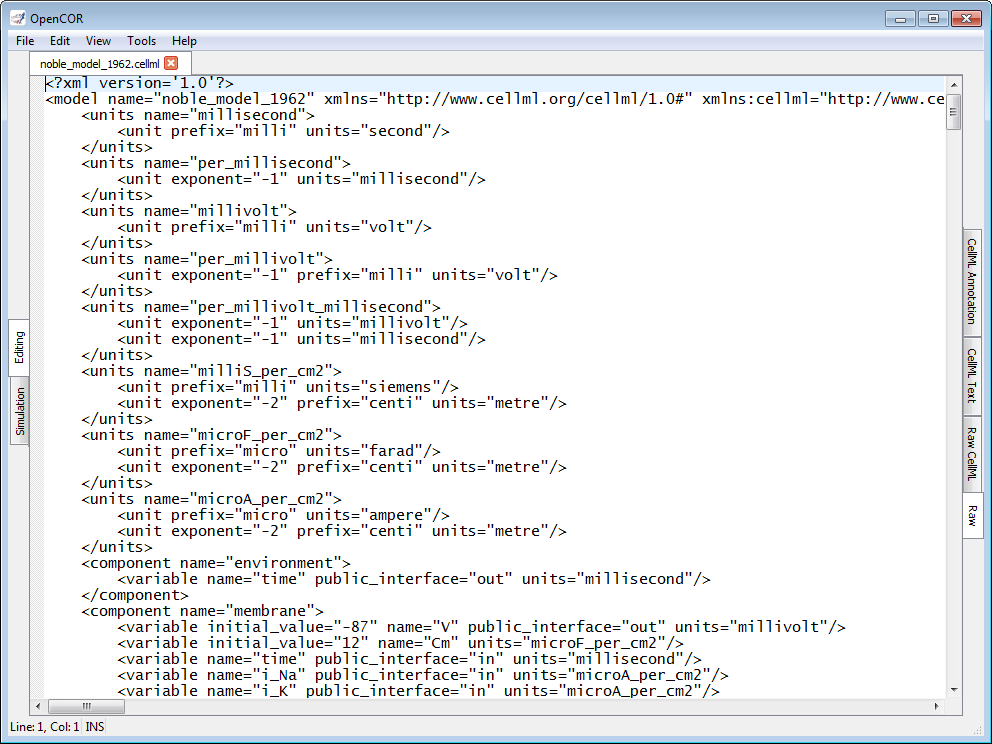 OpenCOR
File Edit View Tools Help
noble_model_1962.cellml
<?xml version='1.0'?>
<model name="noble_model_1962" xmlns="http://www.cellml.org/cellml/1.0#" xmlns:cellml="http://www.ce
    <units name="millisecond">
        <unit prefix="milli" units="second"/>
    </units>
    <units name="per_millisecond">
        <unit exponent="-1" units="millisecond"/>
    </units>
    <units name="millivolt">
        <unit prefix="milli" units="volt"/>
    </units>
    <units name="per_millivolt">
        <unit exponent="-1" prefix="milli" units="volt"/>
    </units>
    <units name="per_millivolt_millisecond">
        <unit exponent="-1" units="millivolt"/>
        <unit exponent="-1" units="millisecond"/>
    </units>
    <units name="milliS_per_cm2">
        <unit prefix="milli" units="siemens"/>
        <unit exponent="-2" prefix="centi" units="metre"/>
    </units>
    <units name="microF_per_cm2">
        <unit prefix="micro" units="farad"/>
        <unit exponent="-2" prefix="centi" units="metre"/>
    </units>
    <units name="microA_per_cm2">
        <unit prefix="micro" units="ampere"/>
        <unit exponent="-2" prefix="centi" units="metre"/>
    </units>
    <component name="environment">
        <variable name="time" public_interface="out" units="millisecond"/>
    </component>
    <component name="membrane">
        <variable initial_value="-87" name="V" public_interface="out" units="millivolt"/>
        <variable initial_value="12" name="Cm" units="microF_per_cm2"/>
        <variable name="time" public_interface="in" units="millisecond"/>
        <variable name="i_Na" public_interface="in" units="microA_per_cm2"/>
        <variable name="i_K" public_interface="in" units="microA_per_cm2"/>
Editing
Simulation
CellML Annotation
CellML Text
Raw CellML
Raw
Line: 1, Col: 1 INS